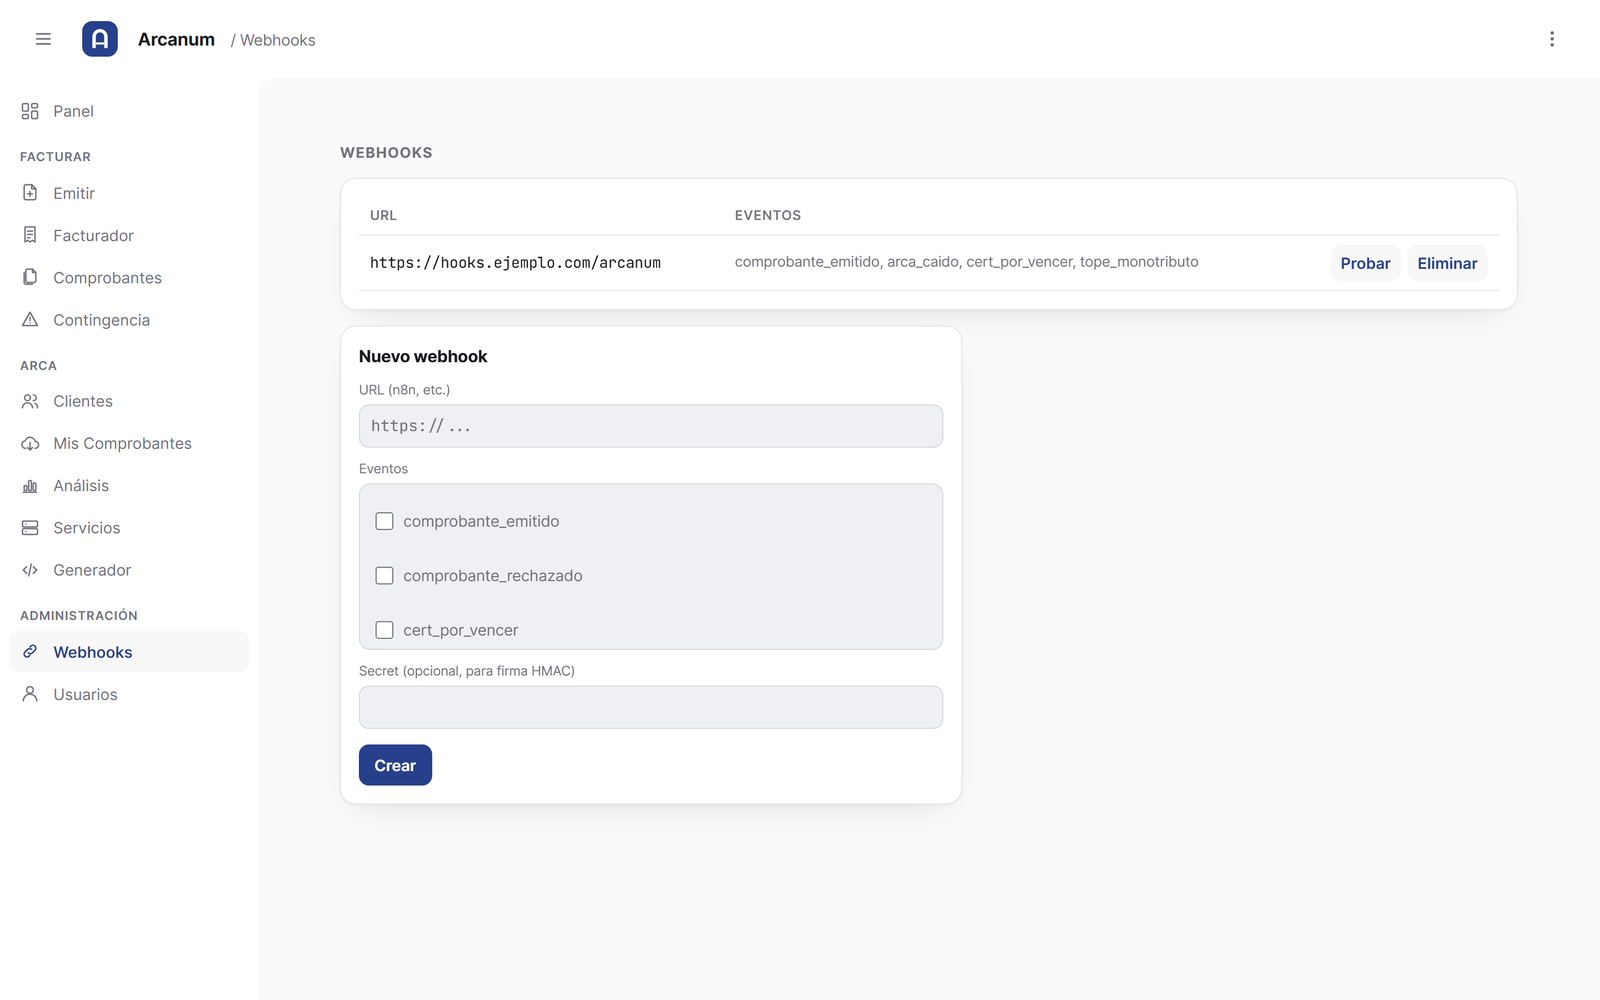 Arcanum / Webhooks
Panel
FACTURAR
Emitir
Facturador
Comprobantes
Contingencia
ARCA
Clientes
Mis Comprobantes
Análisis
Servicios
Generador
ADMINISTRACIÓN
Webhooks
Usuarios
WEBHOOKS
URL EVENTOS
https://hooks.ejemplo.com/arcanum comprobante_emitido, arca_caido, cert_por_vencer, tope_monotributo Probar Eliminar
Nuevo webhook
URL (n8n, etc.)
https://...
Eventos
comprobante_emitido
comprobante_rechazado
cert_por_vencer
Secret (opcional, para firma HMAC)
Crear